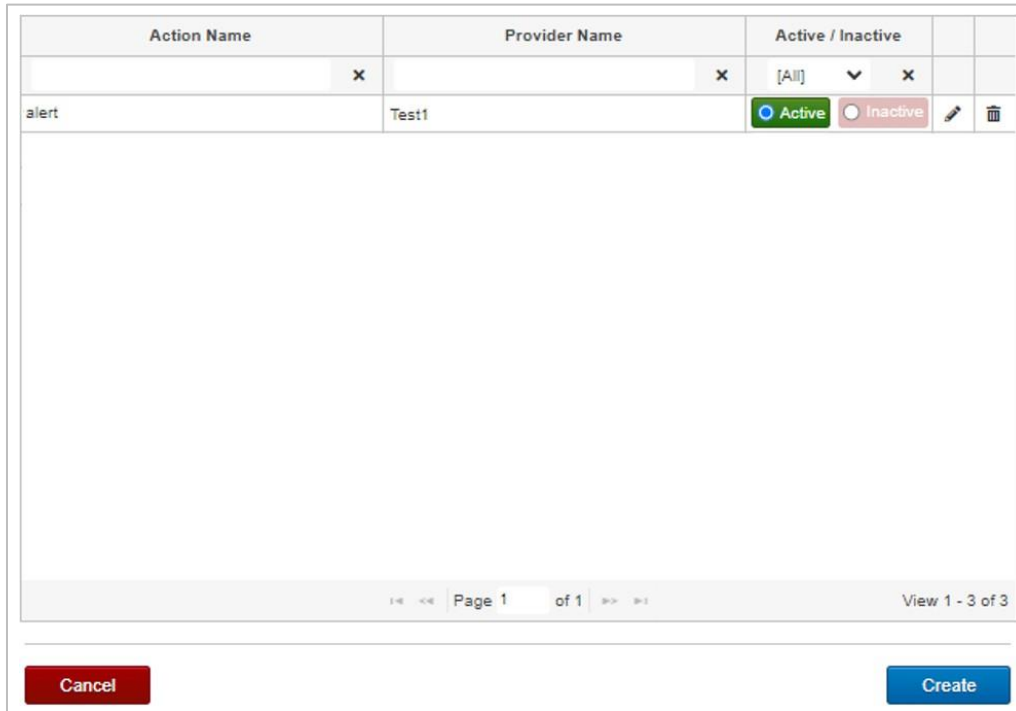 Action Name Provider Name Active / Inactive
[All]
alert Test1 Active Inactive
Page 1 of 1 View 1 - 3 of 3
Cancel Create